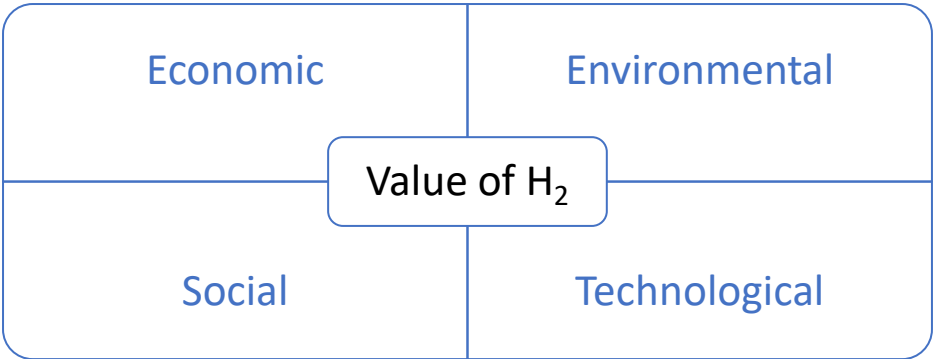 Economic
Environmental
Value of H₂
Social
Technological